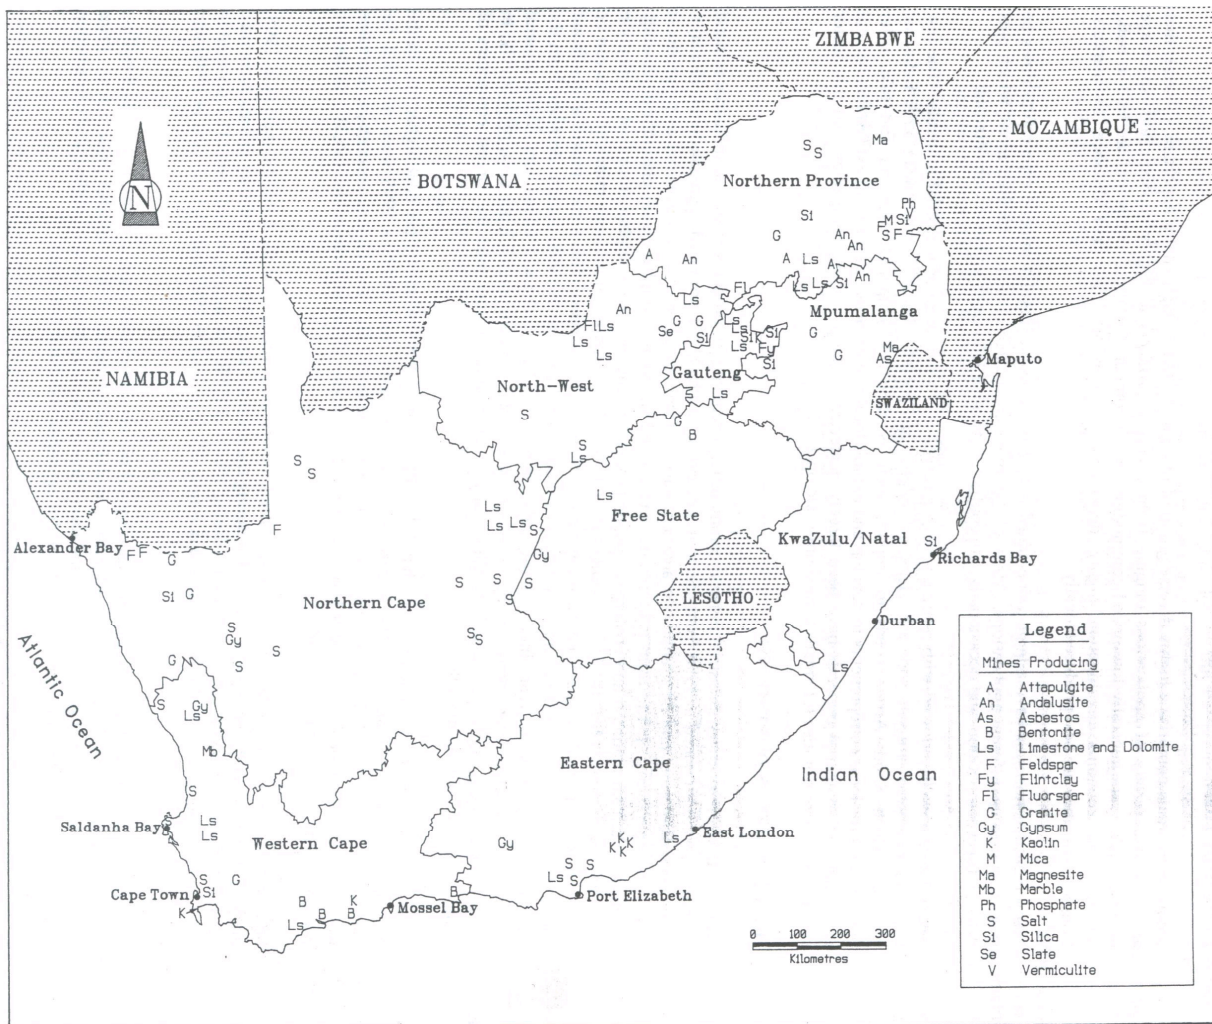 ZIMBABWE
MOZAMBIQUE
N
BOTSWANA
S
S
Ma
Northern Province
Ph
V
Si
M
Si
F
S
F
G
An
An
A
An
A
Ls
A
An
Fl
Ls
Ls
Si
Ls
An
Mpumalanga
Fl
Ls
G
G
Ls
Se
Si
Ls
Si
Si
G
Ls
Ls
Fy
Ls
G
Ma
As
Maputo
NAMIBIA
North-West
Gauteng
Si
S
Ls
SWAZILAND
S
G
B
S
Ls
S
S
Ls
Ls
Free State
Ls
Ls
S
F
Alexander Bay
F
F
G
Gy
KwaZulu/Natal
Si
Richards Bay
S
S
S
Si
G
Northern Cape
S
LESOTHO
Durban
S
Gy
S
S
S
S
G
Ls
Atlantic Ocean
S
Gy
Ls
Mb
Eastern Cape
Indian Ocean
S
Saldanha Bay
S
Ls
Ls
Western Cape
Gy
K
K
K
K
Ls
East London
S
S
Ls
S
S
G
Cape Town
Si
K
B
K
B
B
Ls
B
Mossel Bay
Port Elizabeth
0 100 200 300
Kilometres
Legend
Mines Producing
A Attapulgite
An Andalusite
As Asbestos
B Bentonite
Ls Limestone and Dolomite
F Feldspar
Fy Flintclay
Fl Fluorspar
G Granite
Gy Gypsum
K Kaolin
M Mica
Ma Magnesite
Mb Marble
Ph Phosphate
S Salt
Si Silica
Se Slate
V Vermiculite